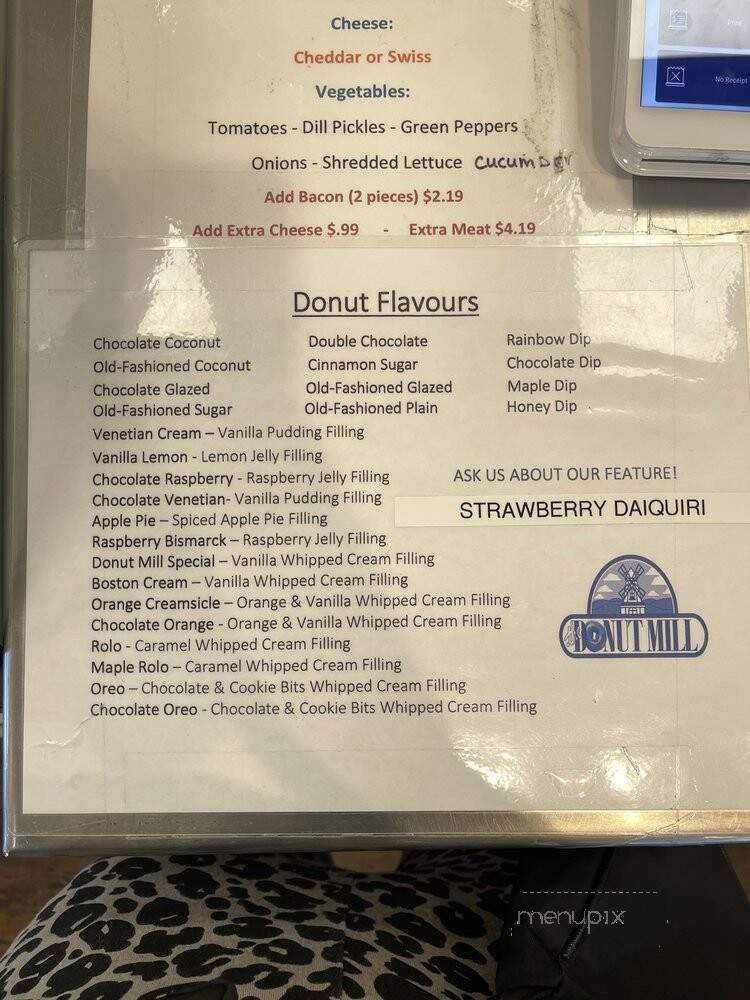 Cheese:
Cheddar or Swiss
Vegetables:
Tomatoes - Dill Pickles - Green Peppers
Onions - Shredded Lettuce CUCUMBER
Add Bacon (2 pieces) $2.19
Add Extra Cheese $.99 - Extra Meat $4.19
No Receipt
Donut Flavours
Chocolate Coconut Double Chocolate Rainbow Dip
Old-Fashioned Coconut Cinnamon Sugar Chocolate Dip
Chocolate Glazed Old-Fashioned Glazed Maple Dip
Old-Fashioned Sugar Old-Fashioned Plain Honey Dip
Venetian Cream – Vanilla Pudding Filling
Vanilla Lemon - Lemon Jelly Filling
Chocolate Raspberry - Raspberry Jelly Filling
Chocolate Venetian- Vanilla Pudding Filling
Apple Pie – Spiced Apple Pie Filling
Raspberry Bismarck – Raspberry Jelly Filling
Donut Mill Special – Vanilla Whipped Cream Filling
Boston Cream – Vanilla Whipped Cream Filling
Orange Creamsicle – Orange & Vanilla Whipped Cream Filling
Chocolate Orange - Orange & Vanilla Whipped Cream Filling
Rolo - Caramel Whipped Cream Filling
Maple Rolo – Caramel Whipped Cream Filling
Oreo – Chocolate & Cookie Bits Whipped Cream Filling
Chocolate Oreo - Chocolate & Cookie Bits Whipped Cream Filling
ASK US ABOUT OUR FEATURE!
STRAWBERRY DAIQUIRI
The DONUT MILL
menupix